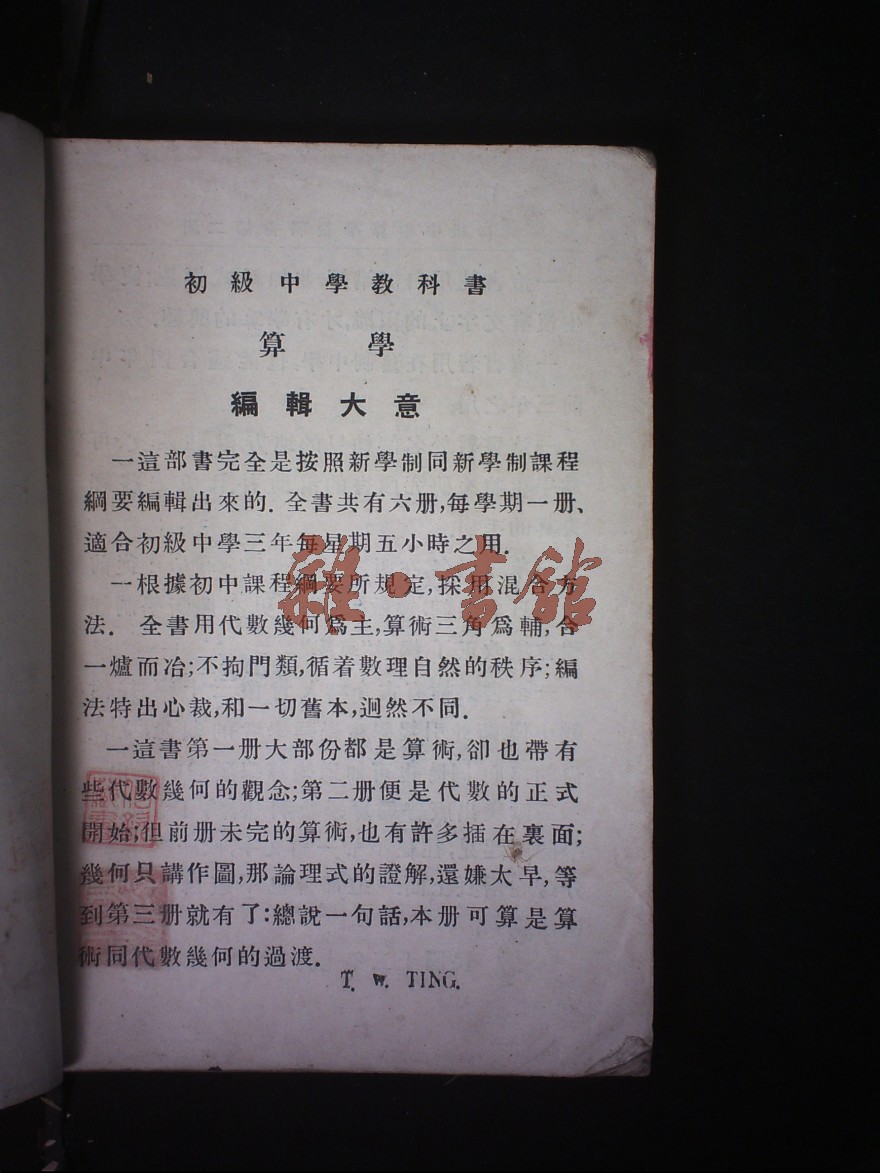 初級中學教科書
算學
編輯大意
一這部書完全是按照新學制同新學制課程
綱要編輯出來的．全書共有六册，每學期一册、
適合初級中學三年每星期五小時之用．
一根據初中課程綱要所規定，採用混合方
法．全書用代數幾何爲主，算術三角爲輔，合
一爐而冶；不拘門類，循着數理自然的秩序；編
法特出心裁，和一切舊本，迥然不同．
一這書第一册大部份都是算術，卻也帶有
些代數幾何的觀念；第二册便是代數的正式
開始；但前册未完的算術，也有許多插在裏面；
幾何只講作圖，那論理式的證解，還嫌太早，等
到第三册就有了：總說一句話，本册可算是算
術同代數幾何的過渡．
T. W. TING.
雜·書館